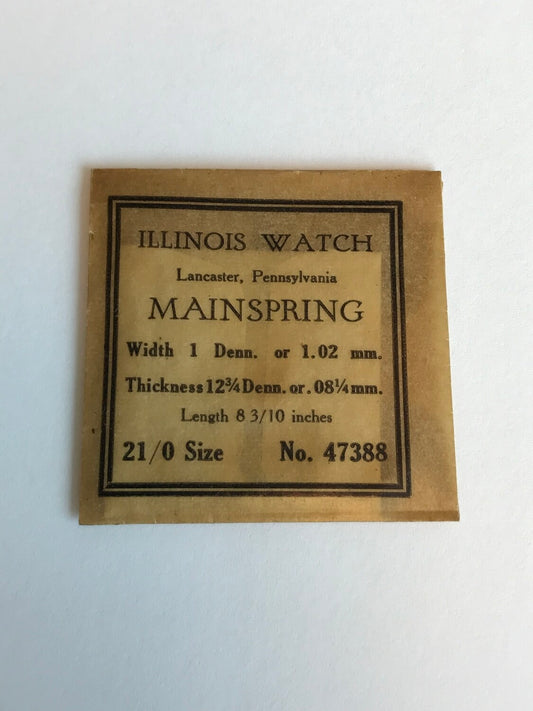 ILLINOIS WATCH
Lancaster, Pennsylvania
MAINSPRING
Width 1 Denn. or 1.02 mm.
Thickness 12¾ Denn. or .08¼ mm.
Length 8 3/10 inches
21/0 Size No. 47388